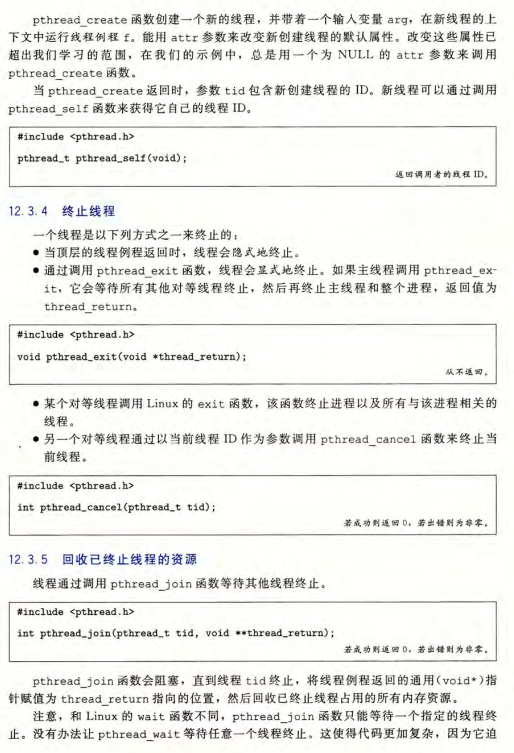 pthread_create 函数创建一个新的线程，并带着一个输入变量 arg，在新线程的上
下文中运行线程例程 f。能用 attr 参数来改变新创建线程的默认属性。改变这些属性已
超出我们学习的范围，在我们的示例中，总是用一个为 NULL 的 attr 参数来调用
pthread_create 函数。
当 pthread_create 返回时，参数 tid 包含新创建线程的 ID。新线程可以通过调用
pthread_self 函数来获得它自己的线程 ID。
#include <pthread.h>
pthread_t pthread_self(void);
返回调用者的线程 ID。
12.3.4 终止线程
一个线程是以下列方式之一来终止的：
● 当顶层的线程例程返回时，线程会隐式地终止。
● 通过调用 pthread_exit 函数，线程会显式地终止。如果主线程调用 pthread_ex-
it，它会等待所有其他对等线程终止，然后再终止主线程和整个进程，返回值为
thread_return。
#include <pthread.h>
void pthread_exit(void *thread_return);
从不返回。
● 某个对等线程调用 Linux 的 exit 函数，该函数终止进程以及所有与该进程相关的
线程。
● 另一个对等线程通过以当前线程 ID 作为参数调用 pthread_cancel 函数来终止当
前线程。
#include <pthread.h>
int pthread_cancel(pthread_t tid);
若成功则返回 0，若出错则为非零。
12.3.5 回收已终止线程的资源
线程通过调用 pthread_join 函数等待其他线程终止。
#include <pthread.h>
int pthread_join(pthread_t tid, void **thread_return);
若成功则返回 0，若出错则为非零。
pthread_join 函数会阻塞，直到线程 tid 终止，将线程例程返回的通用(void*)指
针赋值为 thread_return 指向的位置，然后回收已终止线程占用的所有内存资源。
注意，和 Linux 的 wait 函数不同，pthread_join 函数只能等待一个指定的线程终
止。没有办法让 pthread_wait 等待任意一个线程终止。这使得代码更加复杂，因为它迫